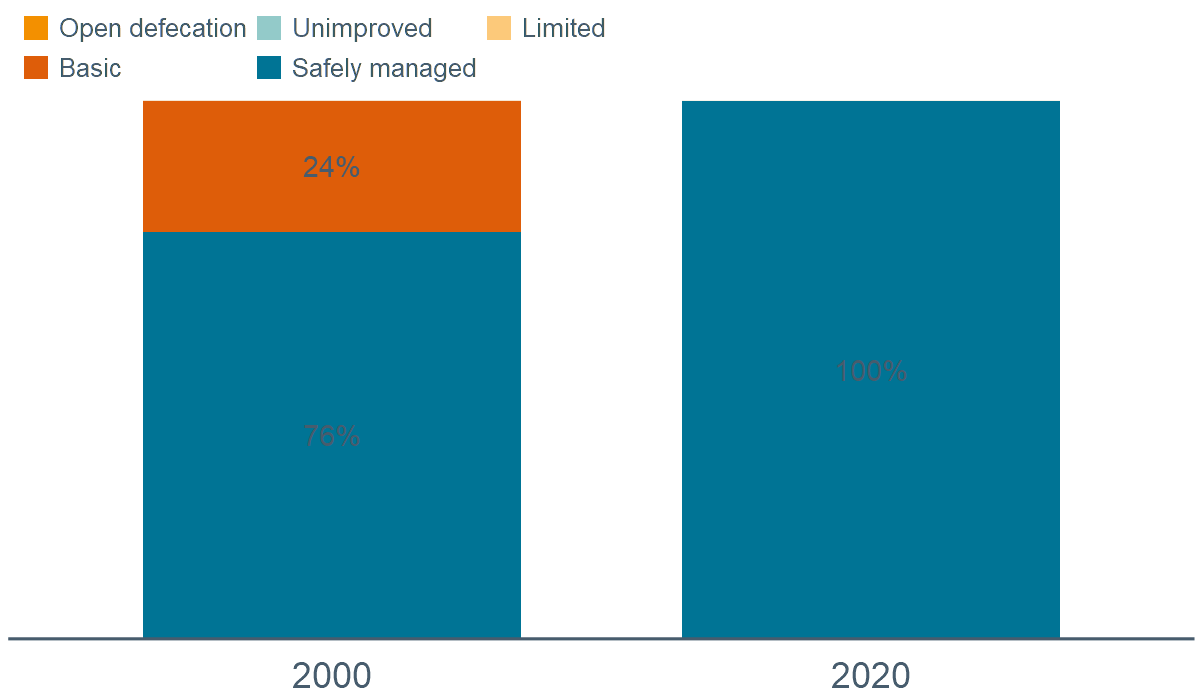 Open defecation Unimproved Limited
Basic Safely managed
24%
76%
100%
2000 2020